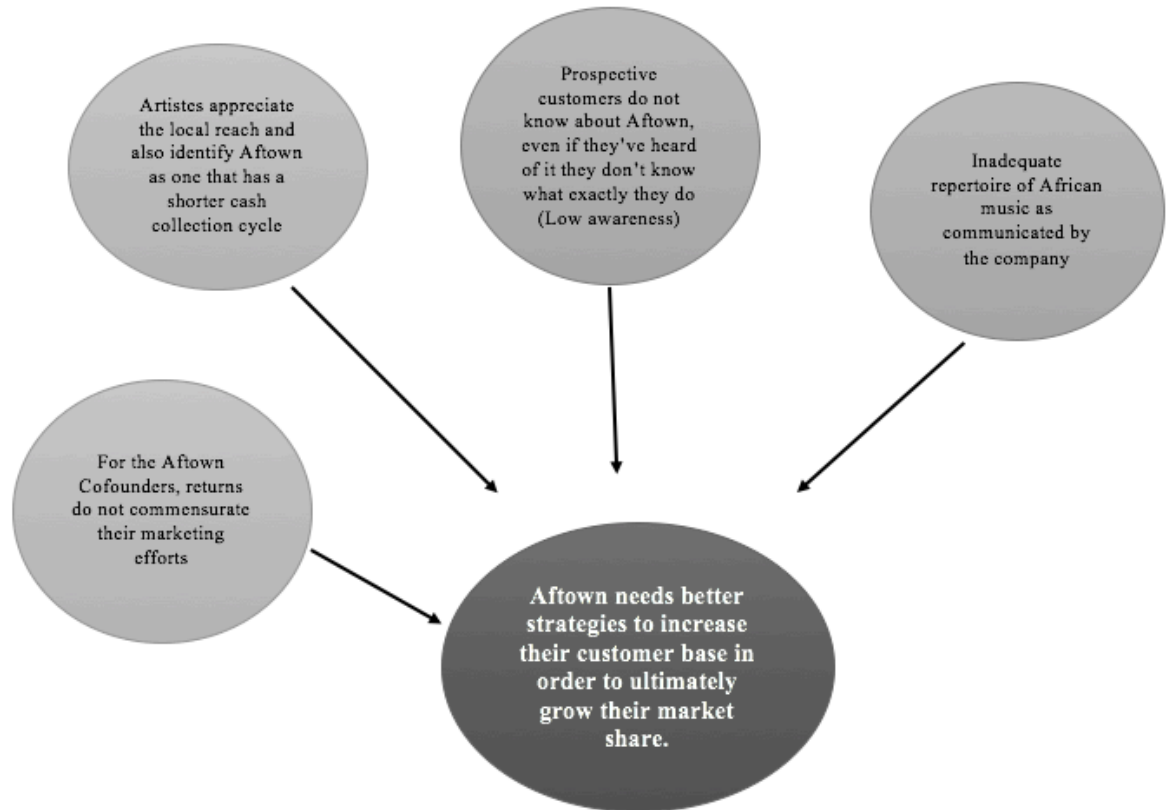 Artistes appreciate
the local reach and
also identify Aftown
as one that has a
shorter cash
collection cycle
Prospective
customers do not
know about Aftown,
even if they've heard
of it they don't know
what exactly they do
(Low awareness)
Inadequate
repertoire of African
music as
communicated by
the company
For the Aftown
Cofounders, returns
do not commensurate
their marketing
efforts
Aftown needs better
strategies to increase
their customer base in
order to ultimately
grow their market
share.